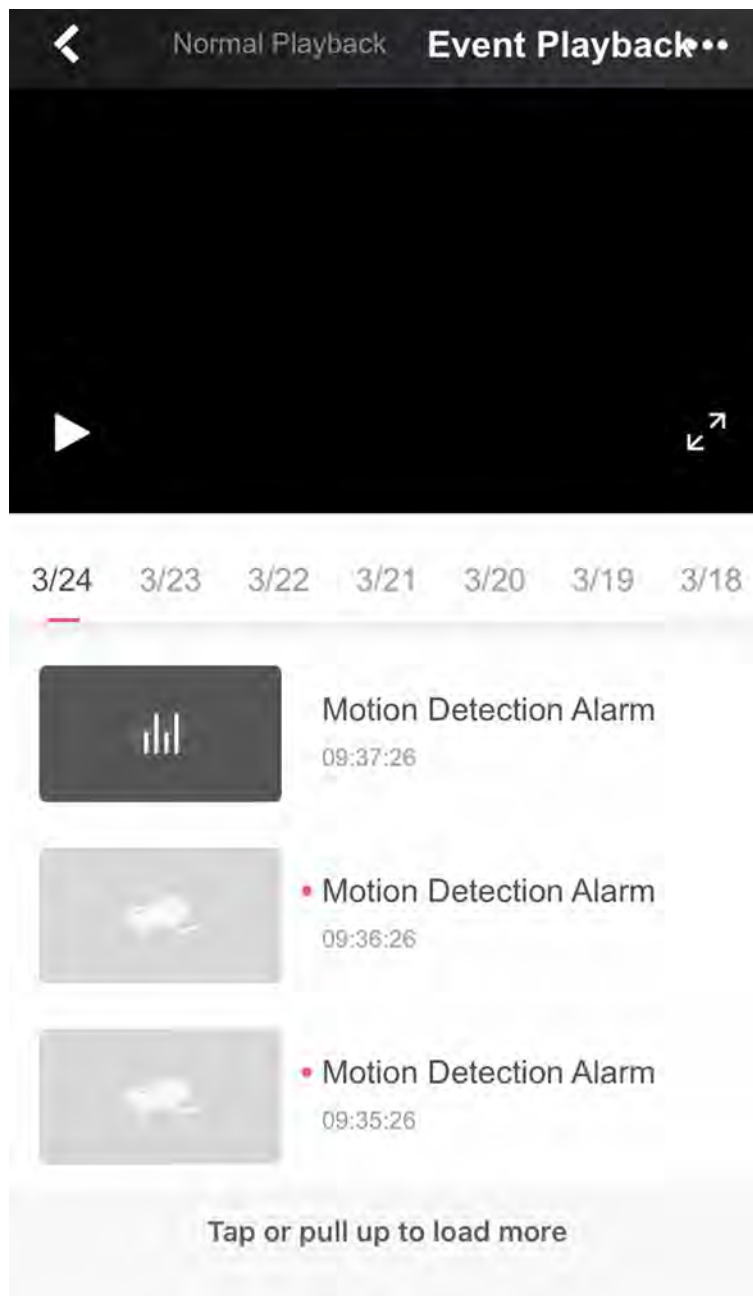 Normal Playback Event Playback
3/24 3/23 3/22 3/21 3/20 3/19 3/18
Motion Detection Alarm
09:37:26
Motion Detection Alarm
09:36:26
Motion Detection Alarm
09:35:26
Tap or pull up to load more